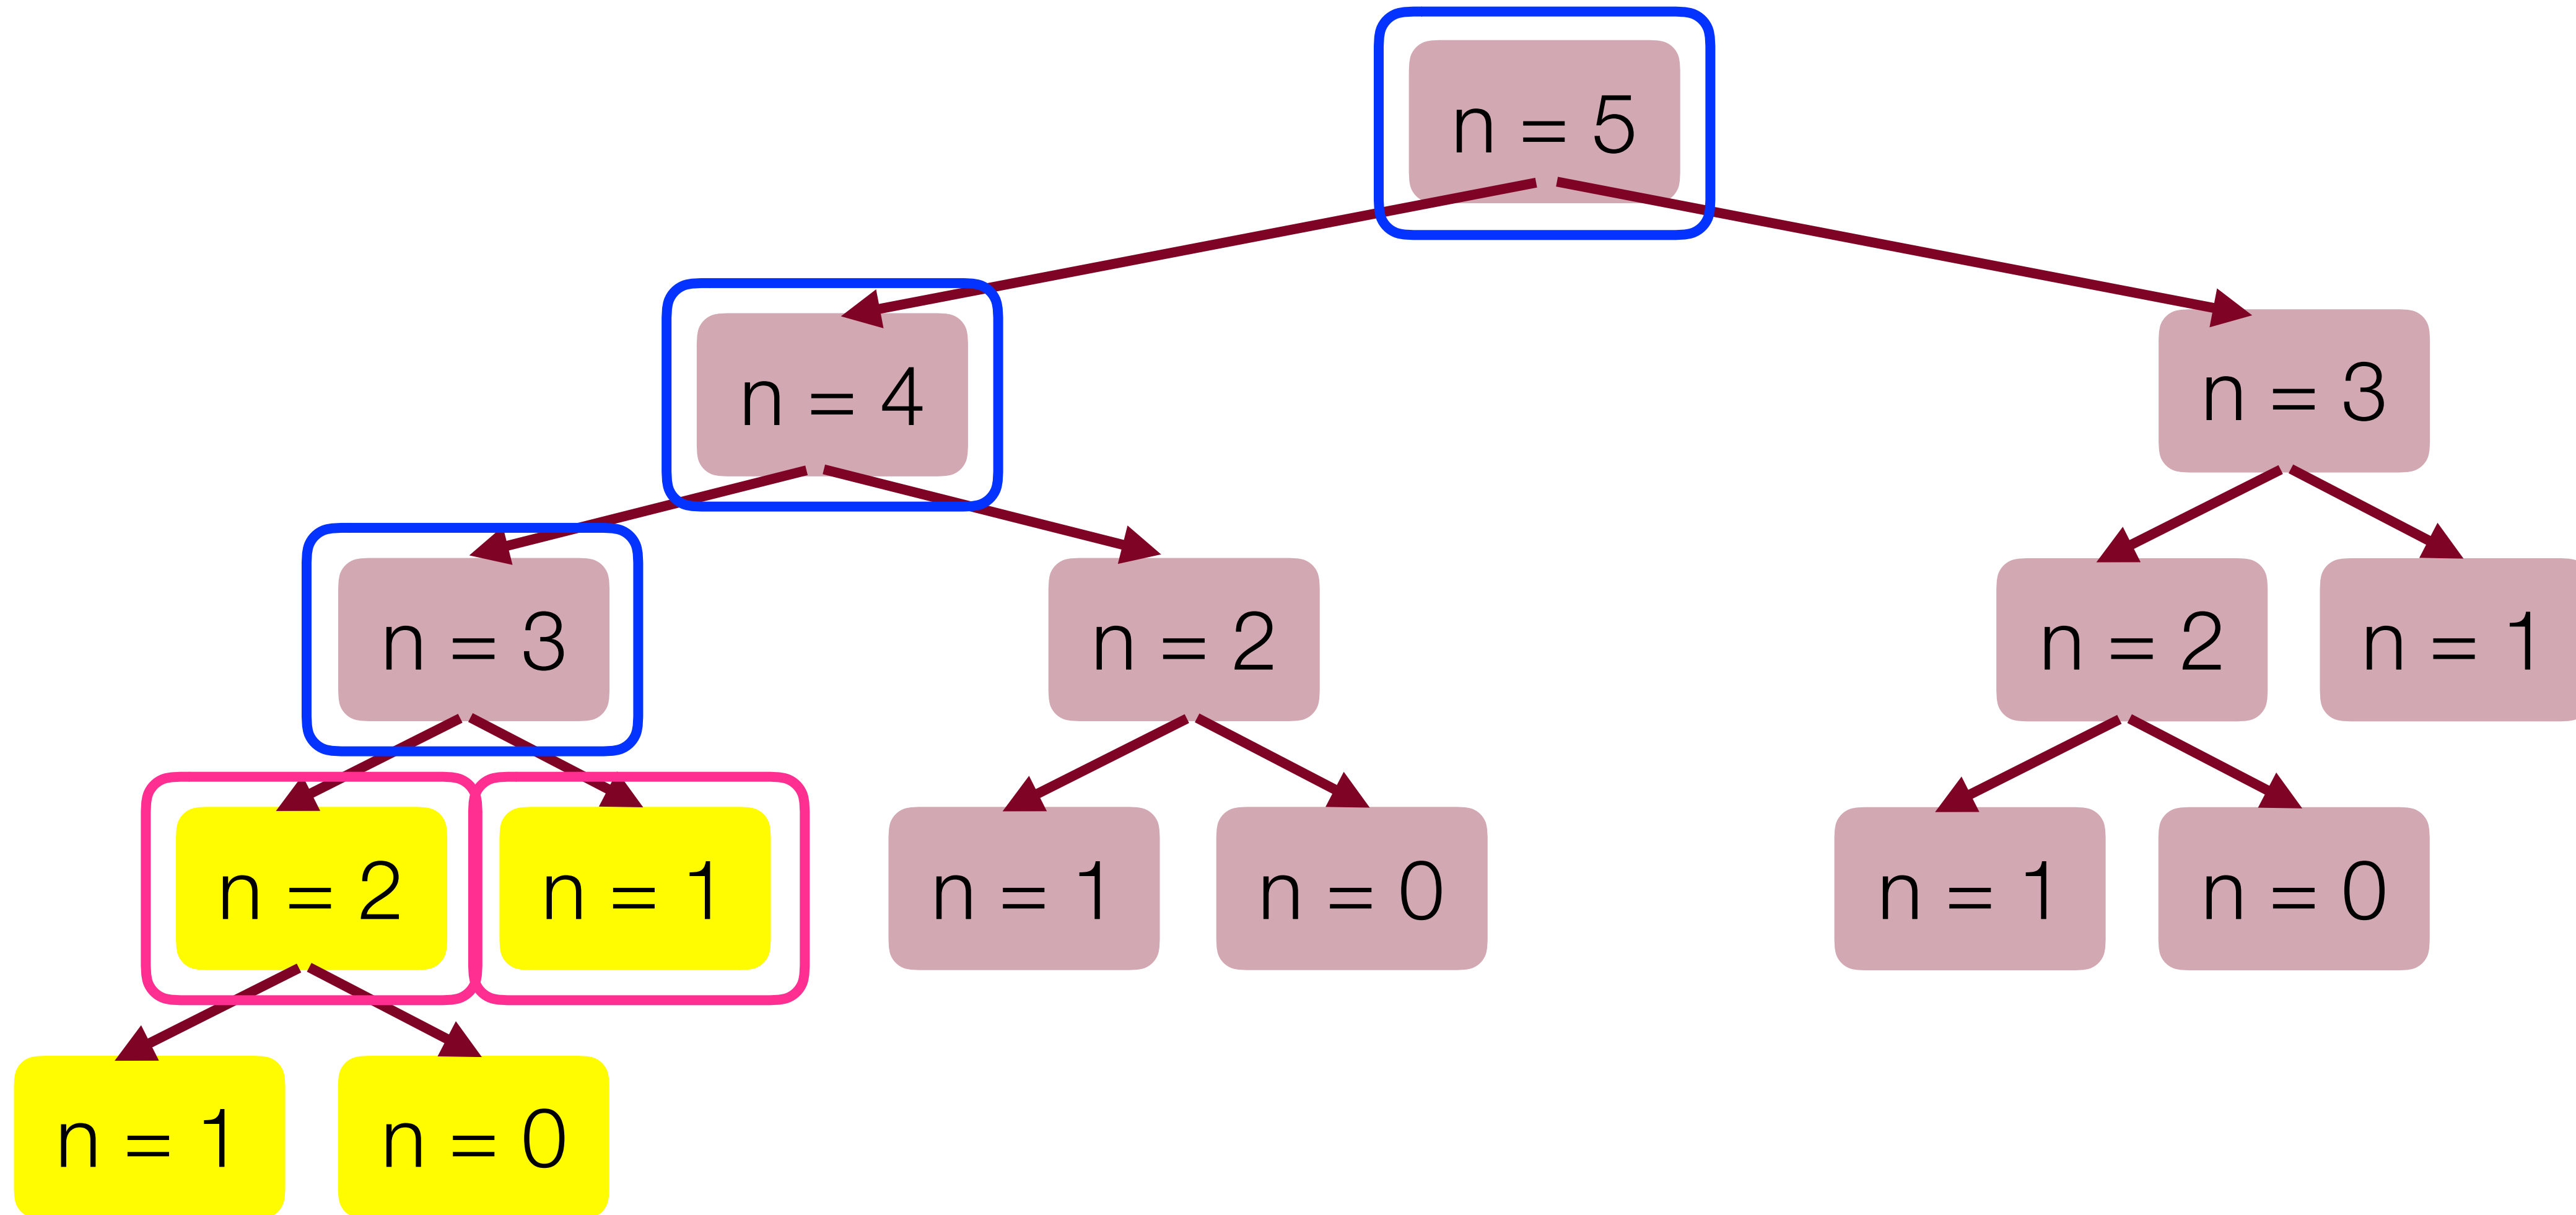 n = 5
n = 4
n = 3
n = 3
n = 2
n = 2
n = 1
n = 2
n = 1
n = 1
n = 0
n = 1
n = 0
n = 1
n = 0